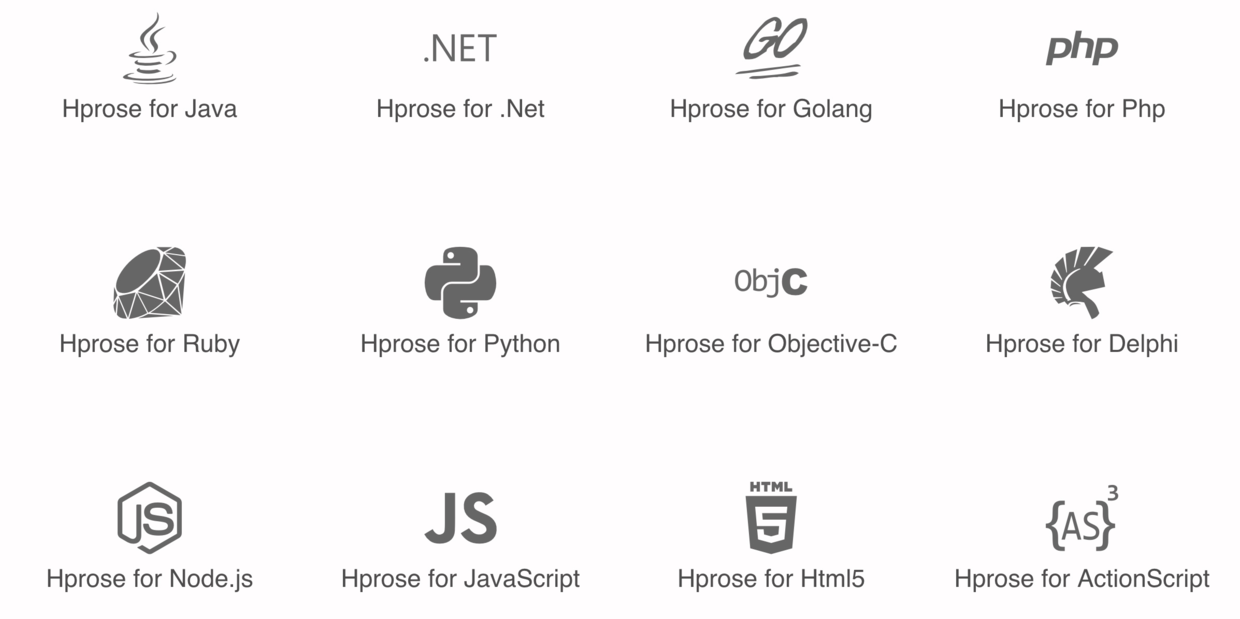 .NET
GO
php
Hprose for Java
Hprose for .Net
Hprose for Golang
Hprose for Php
ObjC
Hprose for Ruby
Hprose for Python
Hprose for Objective-C
Hprose for Delphi
JS
JS
HTML
5
{AS}3
Hprose for Node.js
Hprose for JavaScript
Hprose for Html5
Hprose for ActionScript